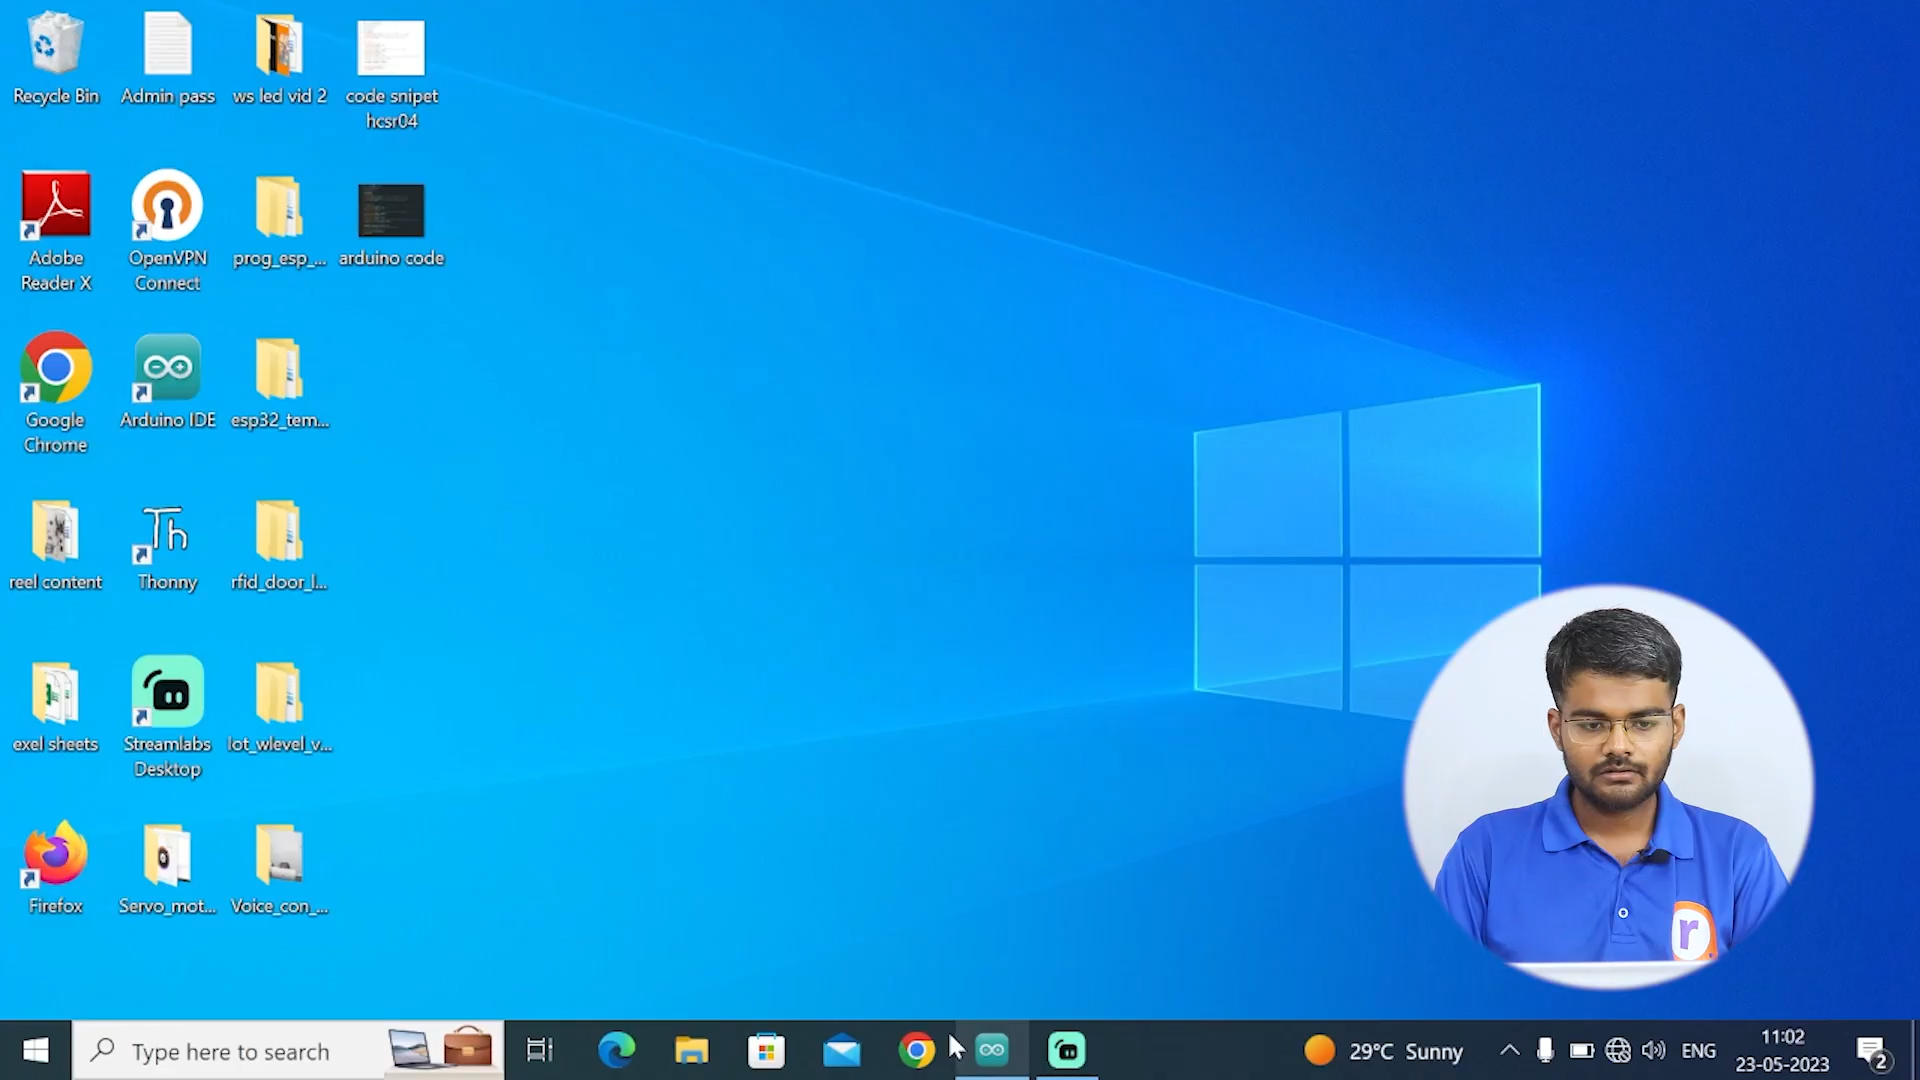 Recycle Bin
Admin pass
ws led vid 2
code snipet
hcsr04
Adobe
Reader X
OpenVPN
Connect
prog_esp_...
arduino code
Google
Chrome
Arduino IDE
esp32_tem...
reel content
Th
Thonny
rfid_door_l...
exel sheets
Streamlabs
Desktop
Iot_wlevel_v...
Firefox
Servo_mot...
Voice_con_...
r
Type here to search
29°C Sunny
ENG
11:02
23-05-2023
2